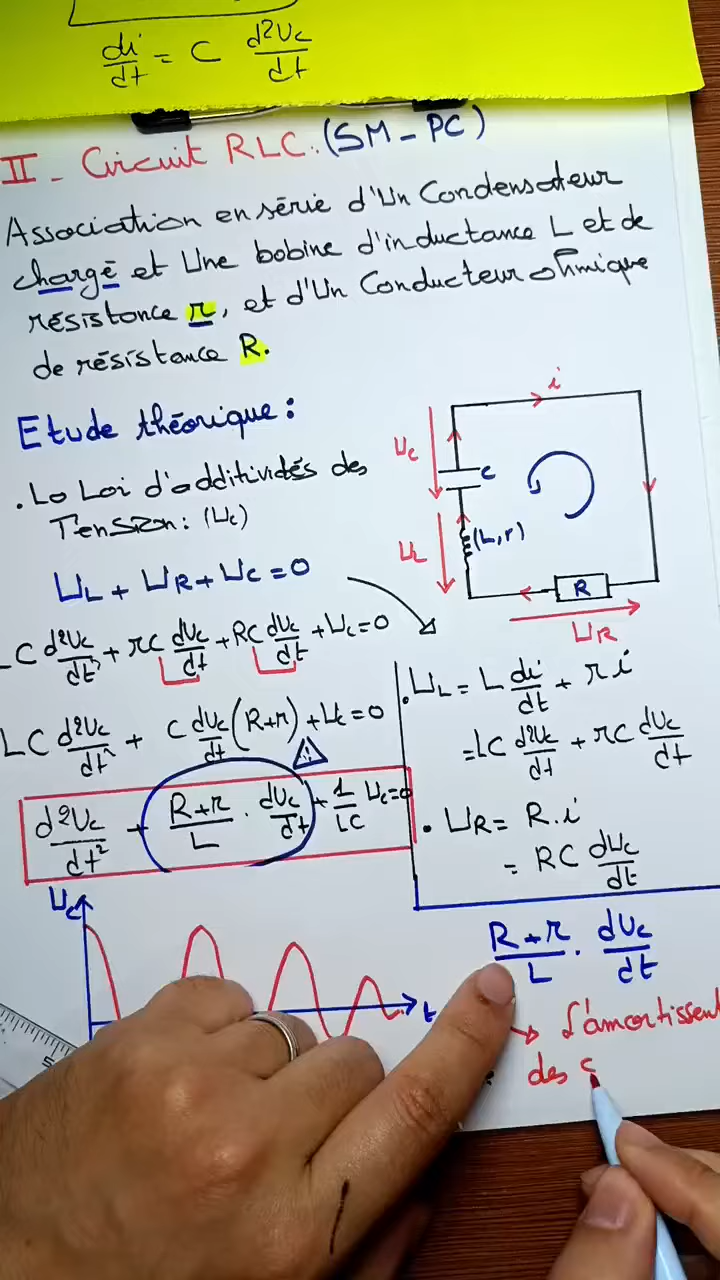 di/dt = C d2Uc/dt
II - Circuit RLC : (SM - PC)
Association en série d'Un Condensateur
chargé et Une bobine d'inductance L et de
résistance r, et d'Un Conducteur ohmique
de résistance R.
Etude théorique :
. La Loi d'additividés des
Tension : (Uc)
UL + UR + Uc = 0
LC d2Uc/dt² + rC dUc/dt + RC dUc/dt + Uc = 0
LC d2Uc/dt² + C dUc/dt (R+r) + Uc = 0
d2Uc/dt² + R+r/L . dUc/dt + 1/LC Uc = 0
i
Uc
C
UL
(L,r)
R
UR
. UL = L di/dt + r i
= LC d2Uc/dt + rC dUc/dt
. UR = R.i
= RC dUc/dt
Uc
t
R+r/L . dUc/dt
→ l'amortissent
des
5